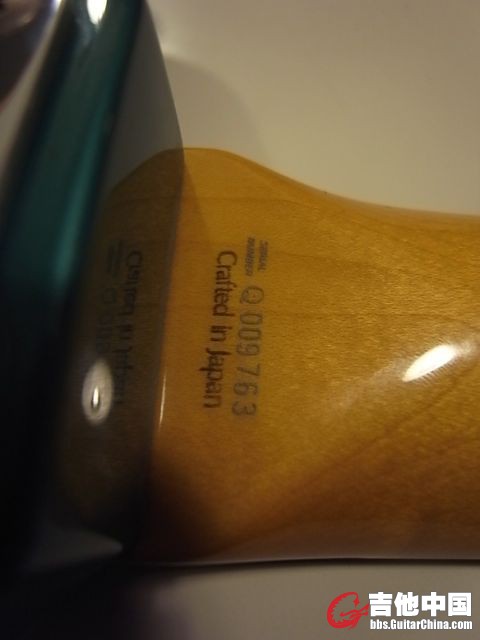 SERIAL
NUMBER
Q009763
Crafted in Japan
吉他中国
bbs.GuitarChina.com